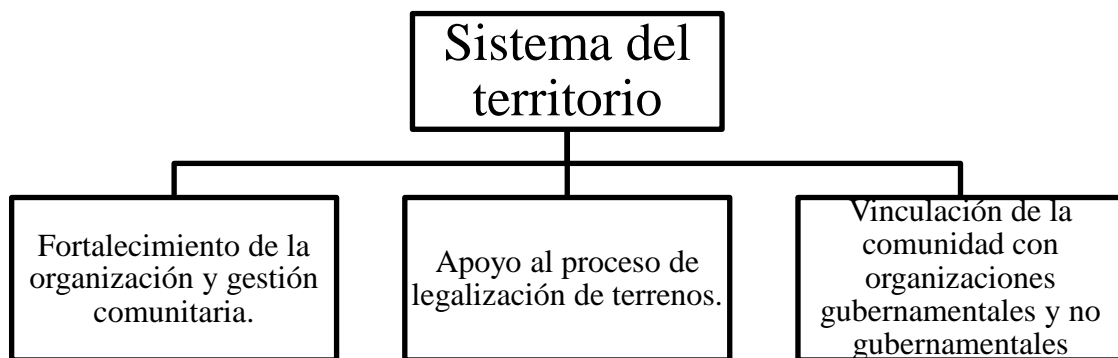 Sistema del
territorio
Fortalecimiento de la
organización y gestión
comunitaria.
Apoyo al proceso de
legalización de terrenos.
Vinculación de la
comunidad con
organizaciones
gubernamentales y no
gubernamentales